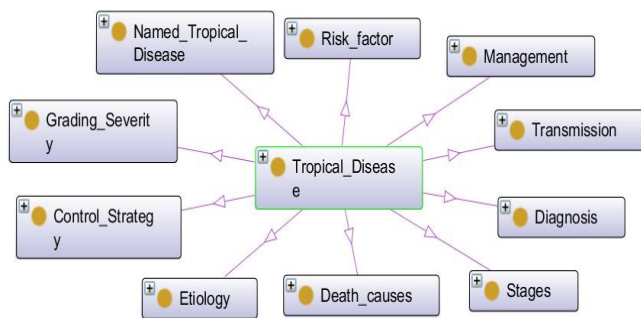 Named_Tropical_
Disease
Risk_factor
Management
Grading_Severit
y
Transmission
Tropical_Diseas
e
Control_Strateg
y
Diagnosis
Etiology
Death_causes
Stages